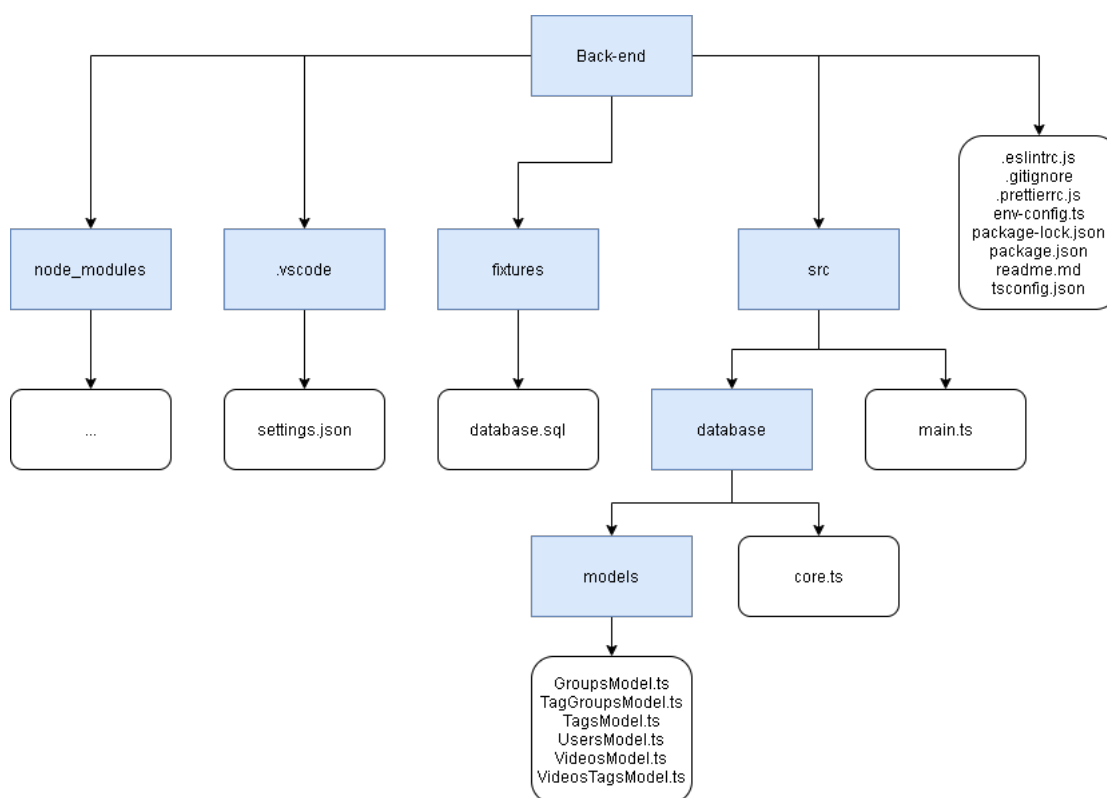 Back-end
.eslintrc.js
.gitignore
.prettierrc.js
env-config.ts
package-lock.json
package.json
readme.md
tsconfig.json
node_modules
.vscode
fixtures
src
...
settings.json
database.sql
database
main.ts
models
core.ts
GroupsModel.ts
TagGroupsModel.ts
TagsModel.ts
UsersModel.ts
VideosModel.ts
VideosTagsModel.ts